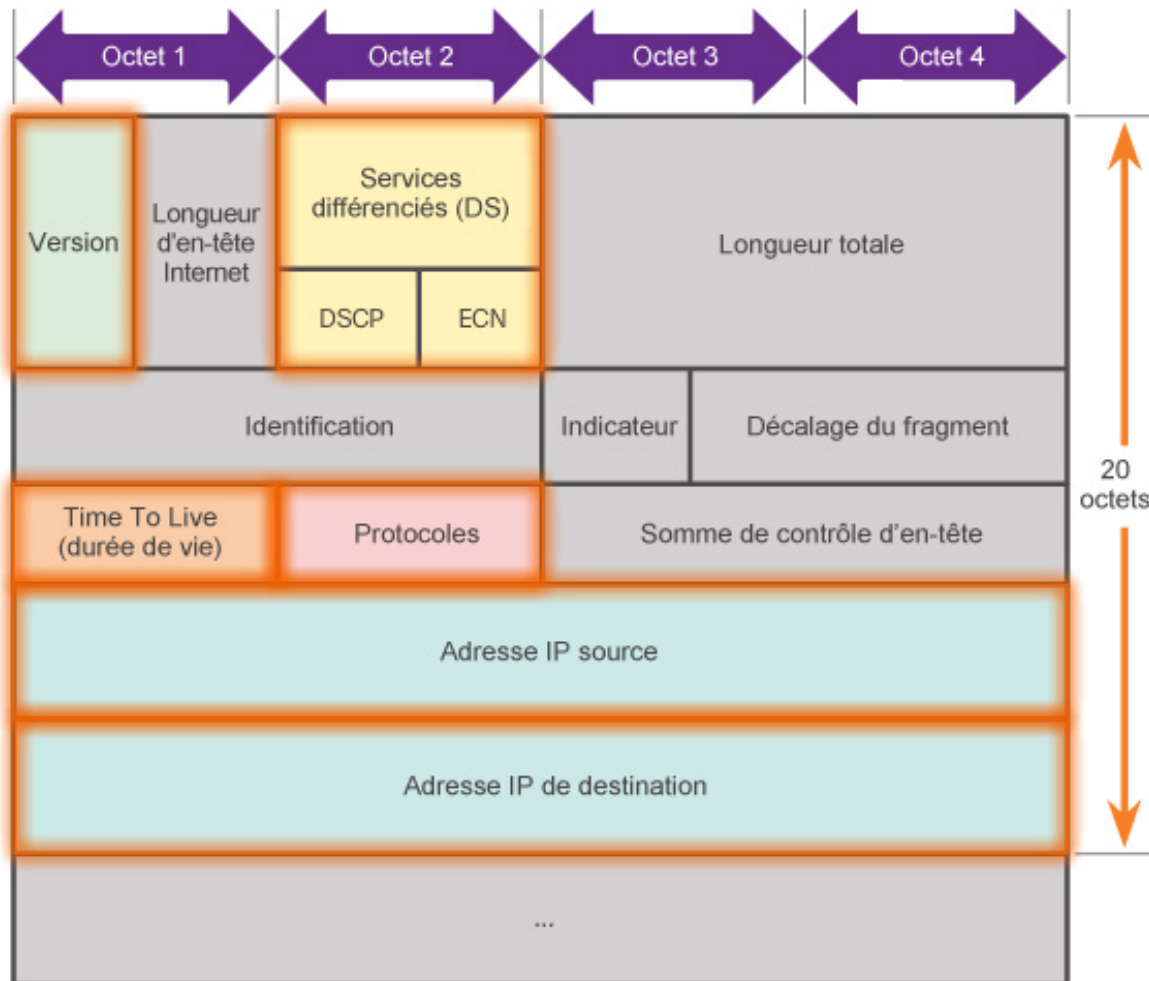 Octet 1
Octet 2
Octet 3
Octet 4
Version
Longueur
d'en-tête
Internet
Services
différenciés (DS)
DSCP
ECN
Longueur totale
Identification
Indicateur
Décalage du fragment
Time To Live
(durée de vie)
Protocoles
Somme de contrôle d’en-tête
Adresse IP source
Adresse IP de destination
...
20
octets